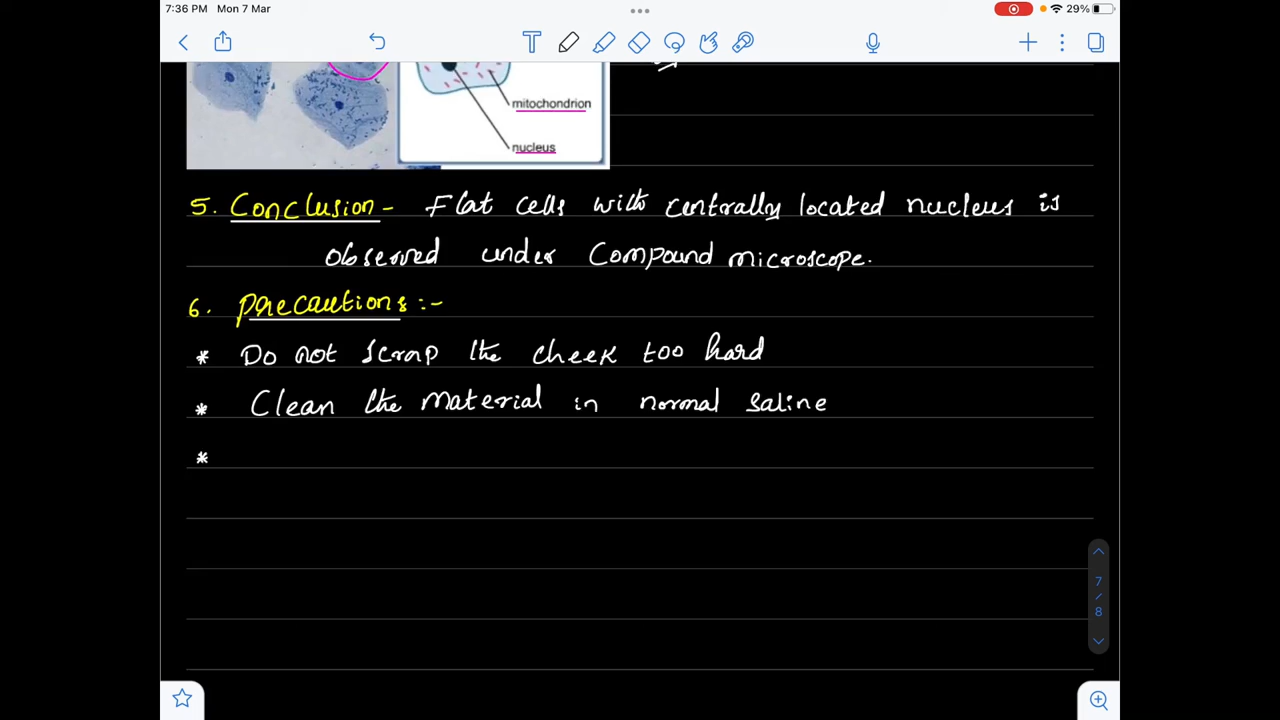 7:36 PM Mon 7 Mar
29%
mitochondrion
nucleus
5. Conclusion - Flat cells with centrally located nucleus is
observed under Compound microscope.
6. Precautions :-
* Do not scrap the cheek too hard
* Clean the material in normal saline
*
7
/
8